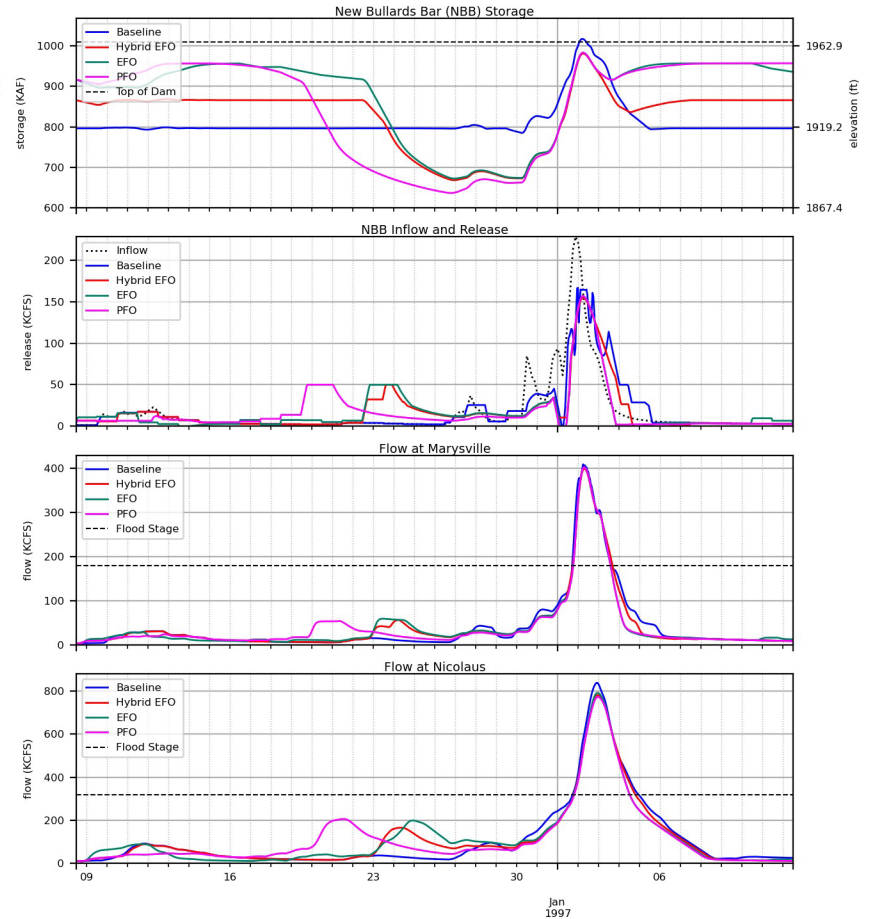 New Bullards Bar (NBB) Storage
Baseline
Hybrid EFO
EFO
PFO
Top of Dam
storage (KAF)
1000
900
800
700
600
elevation (ft)
1962.9
1919.2
1867.4
NBB Inflow and Release
Inflow
Baseline
Hybrid EFO
EFO
PFO
release (KCFS)
200
150
100
50
0
Flow at Marysville
Baseline
Hybrid EFO
EFO
PFO
Flood Stage
flow (KCFS)
400
300
200
100
0
Flow at Nicolaus
Baseline
Hybrid EFO
EFO
PFO
Flood Stage
flow (KCFS)
800
600
400
200
0
09 16 23 30 06
Jan
1997